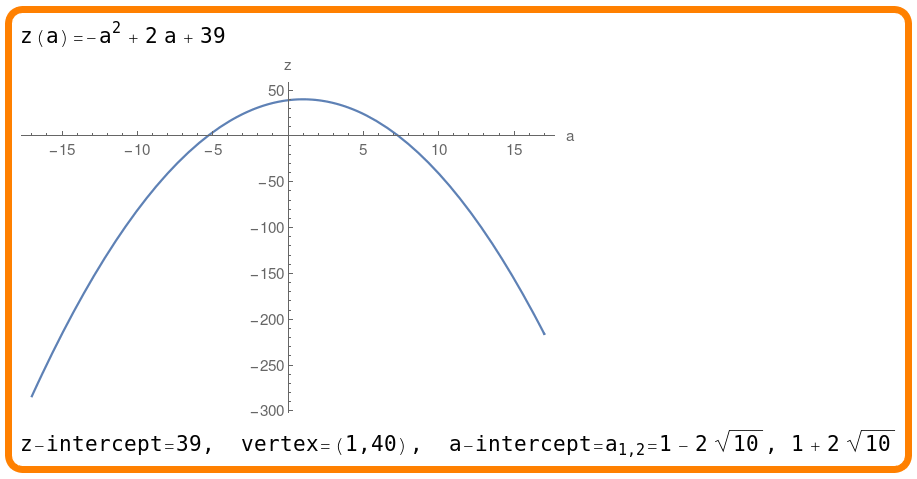 z(a)=−a² + 2 a + 39
z
50
a
−15 −10 −5 5 10 15
−50
−100
−150
−200
−250
−300
z−intercept=39, vertex=(1,40), a−intercept=a₁,₂=1 − 2 √10, 1 + 2 √10